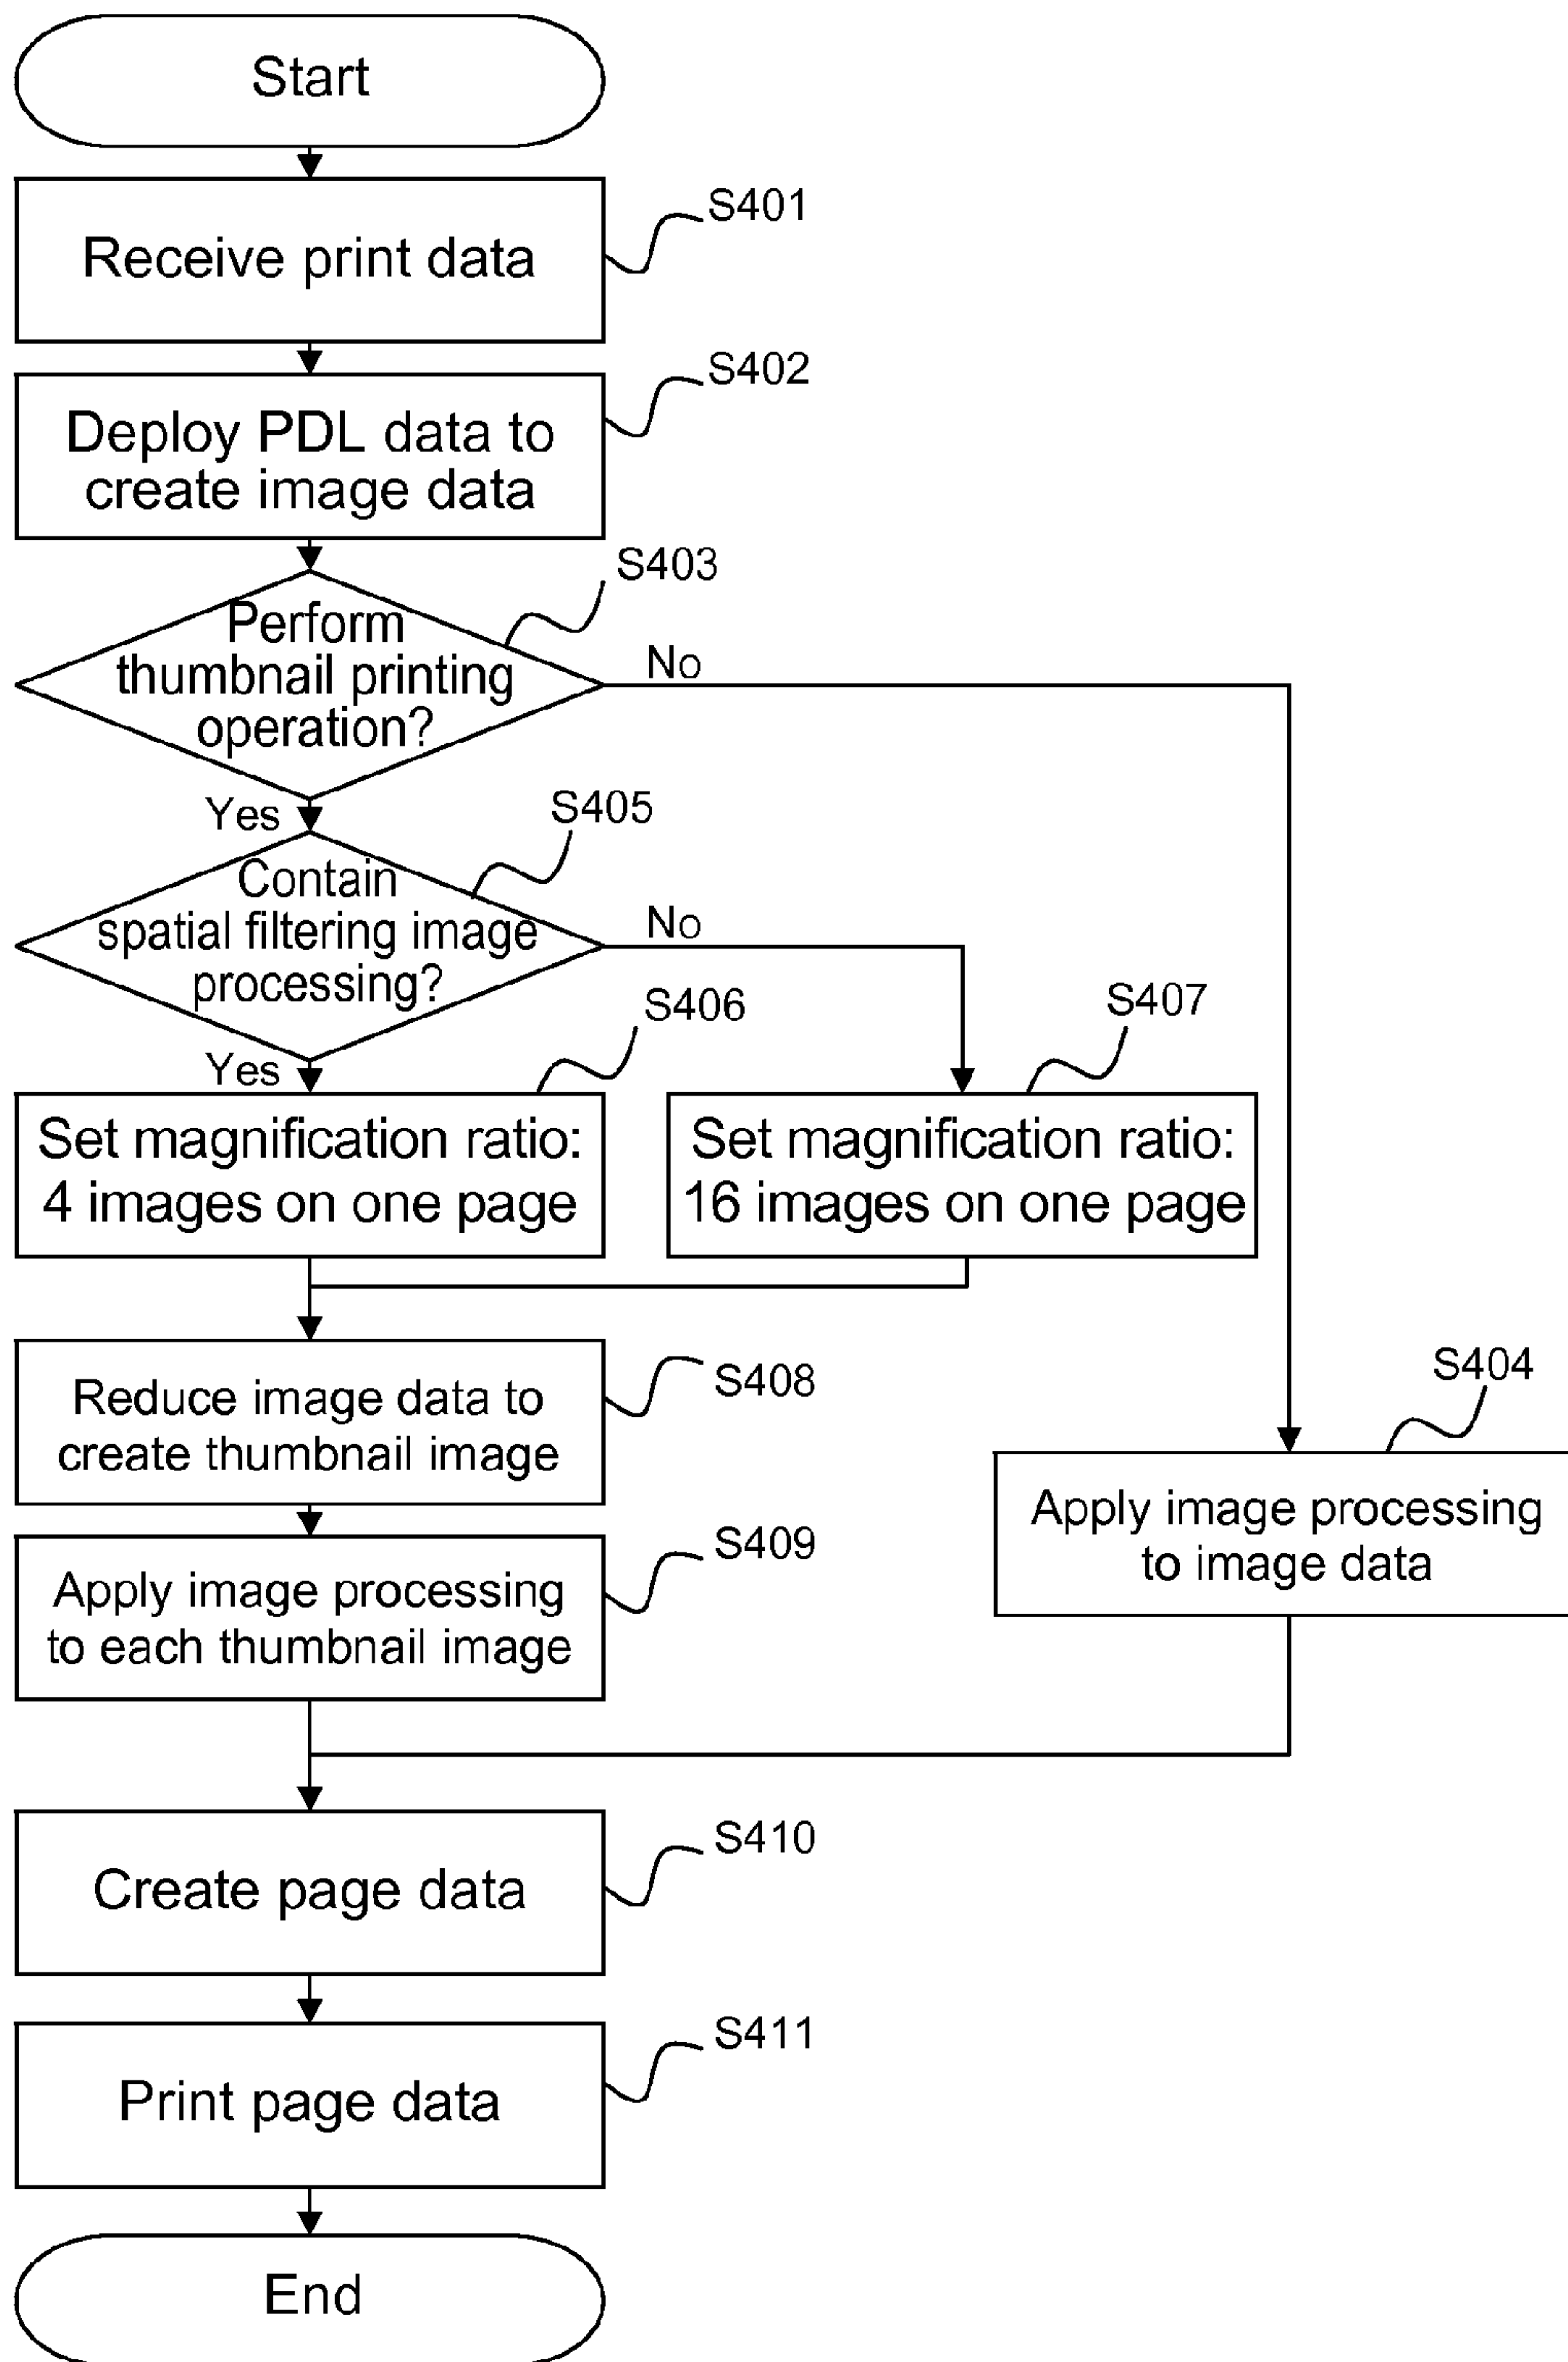 Start
Receive print data
S401
Deploy PDL data to
create image data
S402
Perform
thumbnail printing
operation?
S403
No
Yes
Contain
spatial filtering image
processing?
S405
No
Yes
S406
Set magnification ratio:
4 images on one page
S407
Set magnification ratio:
16 images on one page
Reduce image data to
create thumbnail image
S408
S404
Apply image processing
to image data
Apply image processing
to each thumbnail image
S409
Create page data
S410
Print page data
S411
End